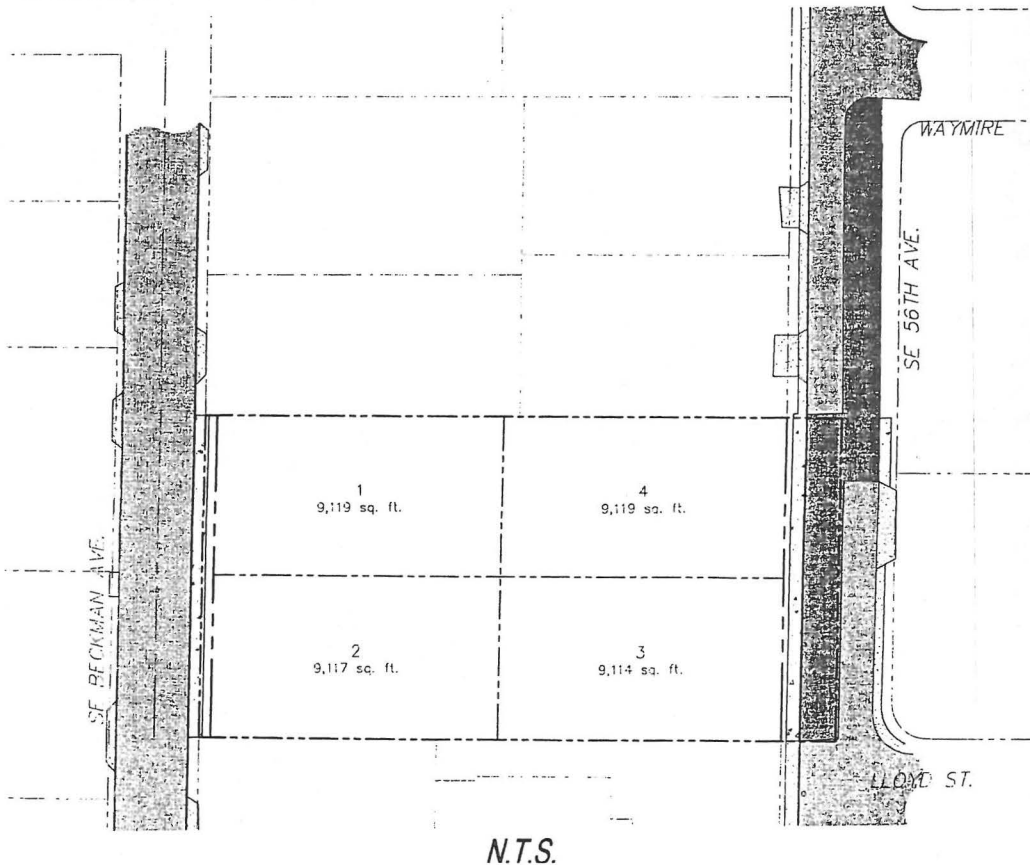 WAYMIRE
SE 56TH AVE.
1
9,119 sq. ft.
4
9,119 sq. ft.
SE BECKMAN AVE.
2
9,117 sq. ft.
3
9,114 sq. ft.
LLOYD ST.
N.T.S.